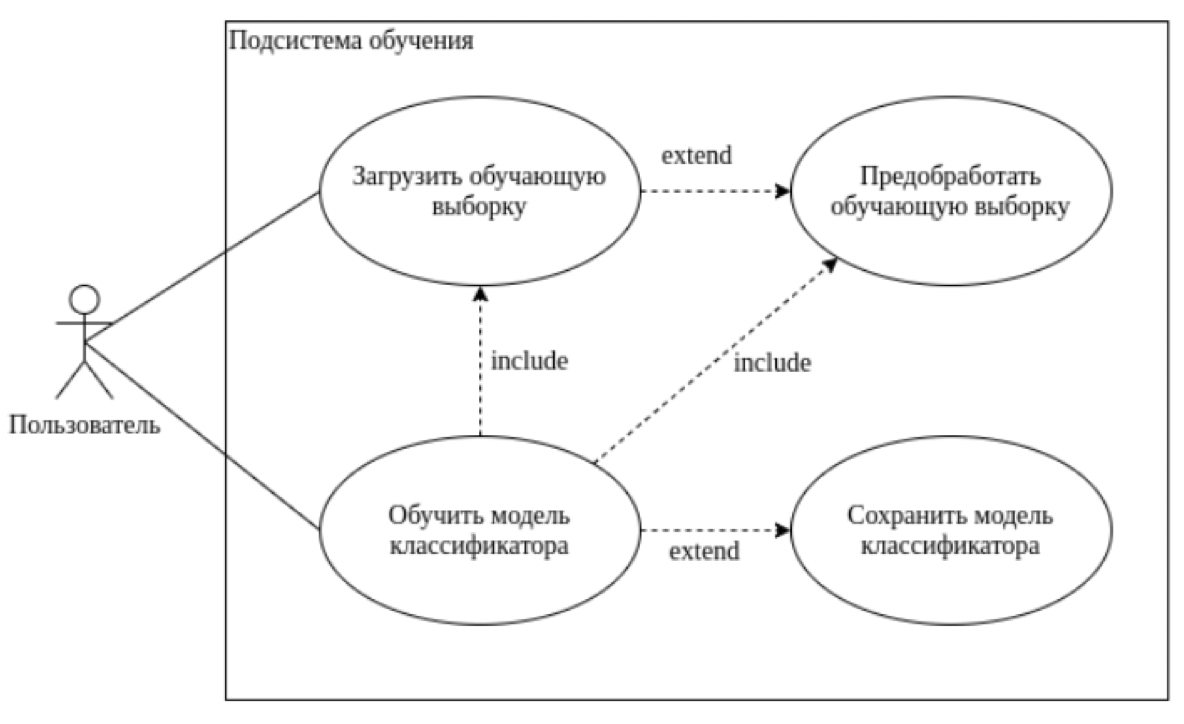 Подсистема обучения
Загрузить обучающую
выборку
extend
Предобработать
обучающую выборку
include
include
Пользователь
Обучить модель
классификатора
extend
Сохранить модель
классификатора